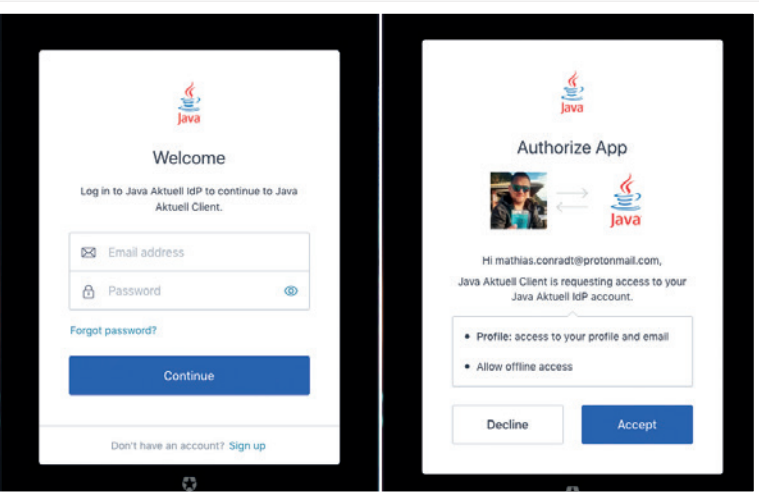 Java
Welcome
Log in to Java Aktuell IdP to continue to Java
Aktuell Client.
Email address
Password
Forgot password?
Continue
Don't have an account? Sign up
Java
Authorize App
Java
Hi mathias.conradt@protonmail.com,
Java Aktuell Client is requesting access to your
Java Aktuell IdP account.
• Profile: access to your profile and email
• Allow offline access
Decline
Accept